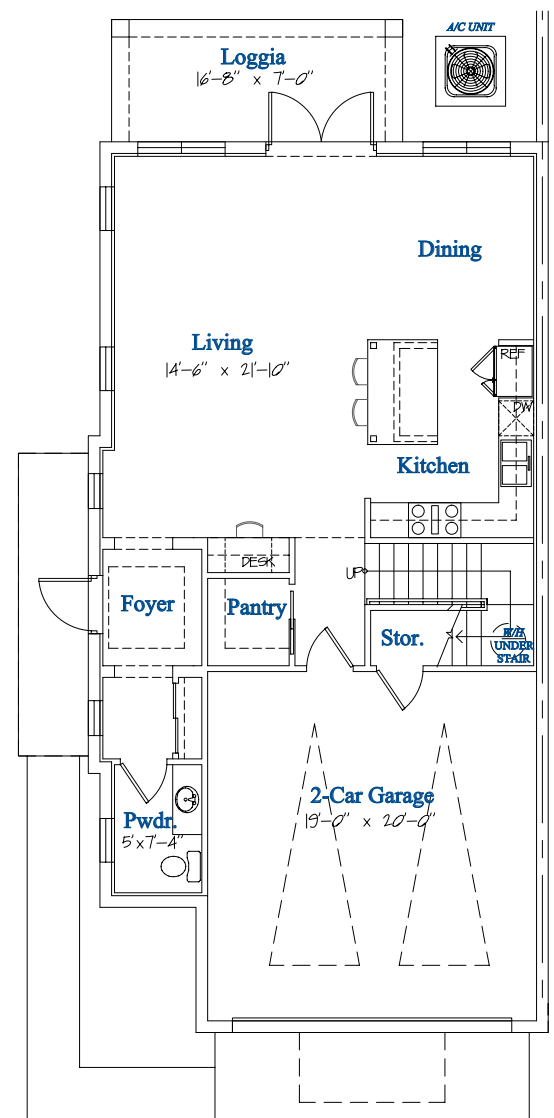 A/C UNIT
Loggia
16'-8" x 7'-0"
Dining
Living
14'-6" x 21'-10"
REF
DW
Kitchen
DESK
UP
Foyer
Pantry
Stor.
W/H
UNDER
STAIR
2-Car Garage
19'-0" x 20'-0"
Pwdr.
5'x7'-4"